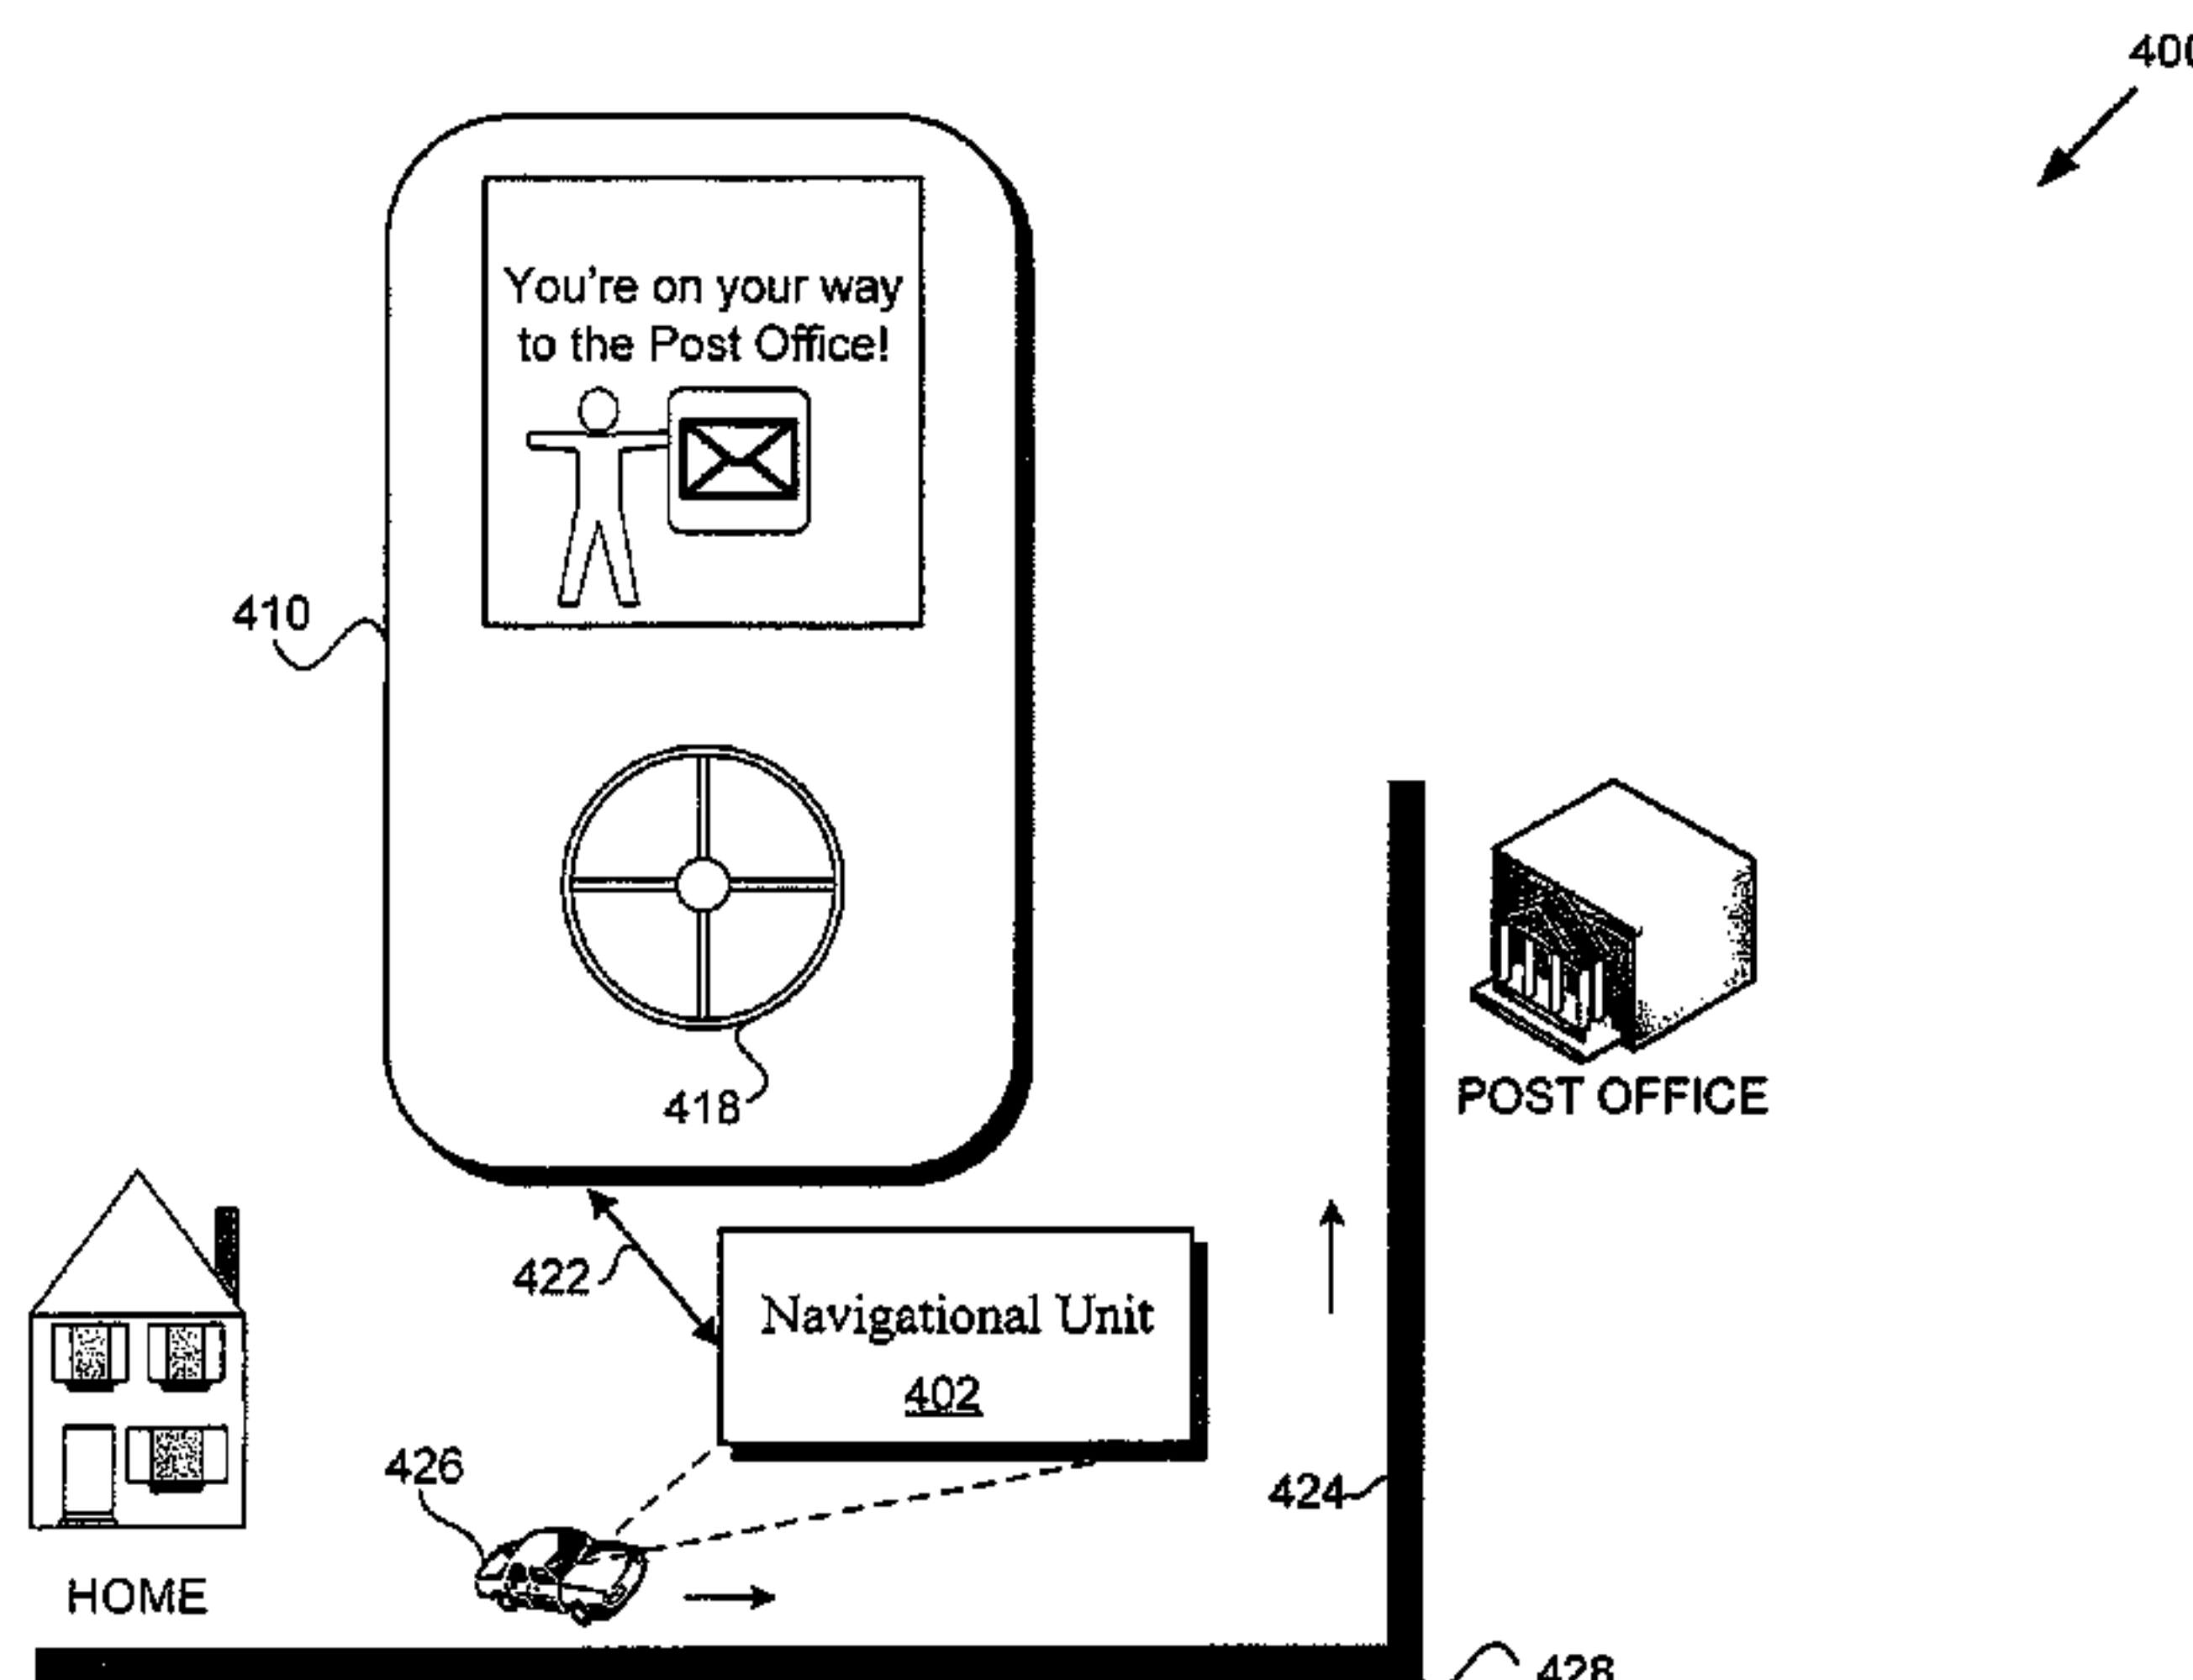 400
You're on your way
to the Post Office!
410
418
POST OFFICE
422
Navigational Unit
402
426
424
HOME
428